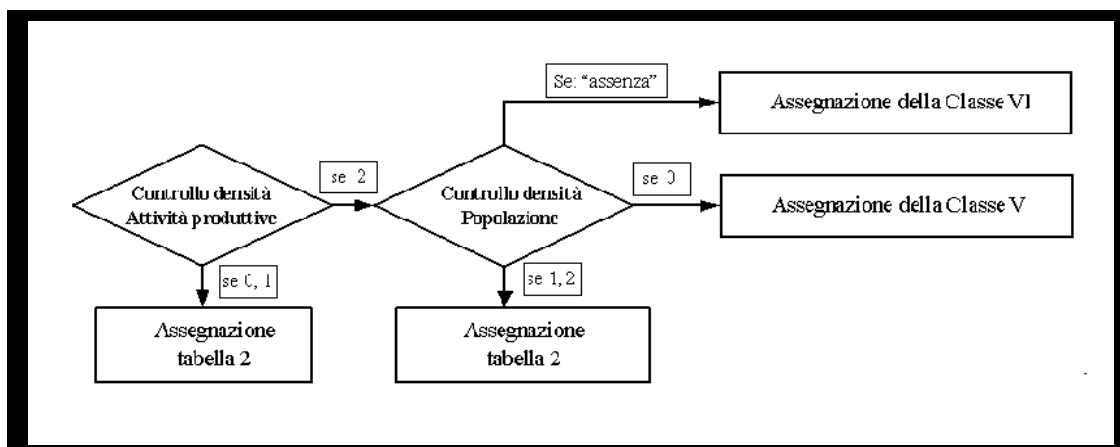 Se: “assenza”
Assegnazione della Classe VI
se 2
se 0
Controllo densità
Attività produttive
Controllo densità
Popolazione
Assegnazione della Classe V
se 0, 1
se 1, 2
Assegnazione
tabella 2
Assegnazione
tabella 2